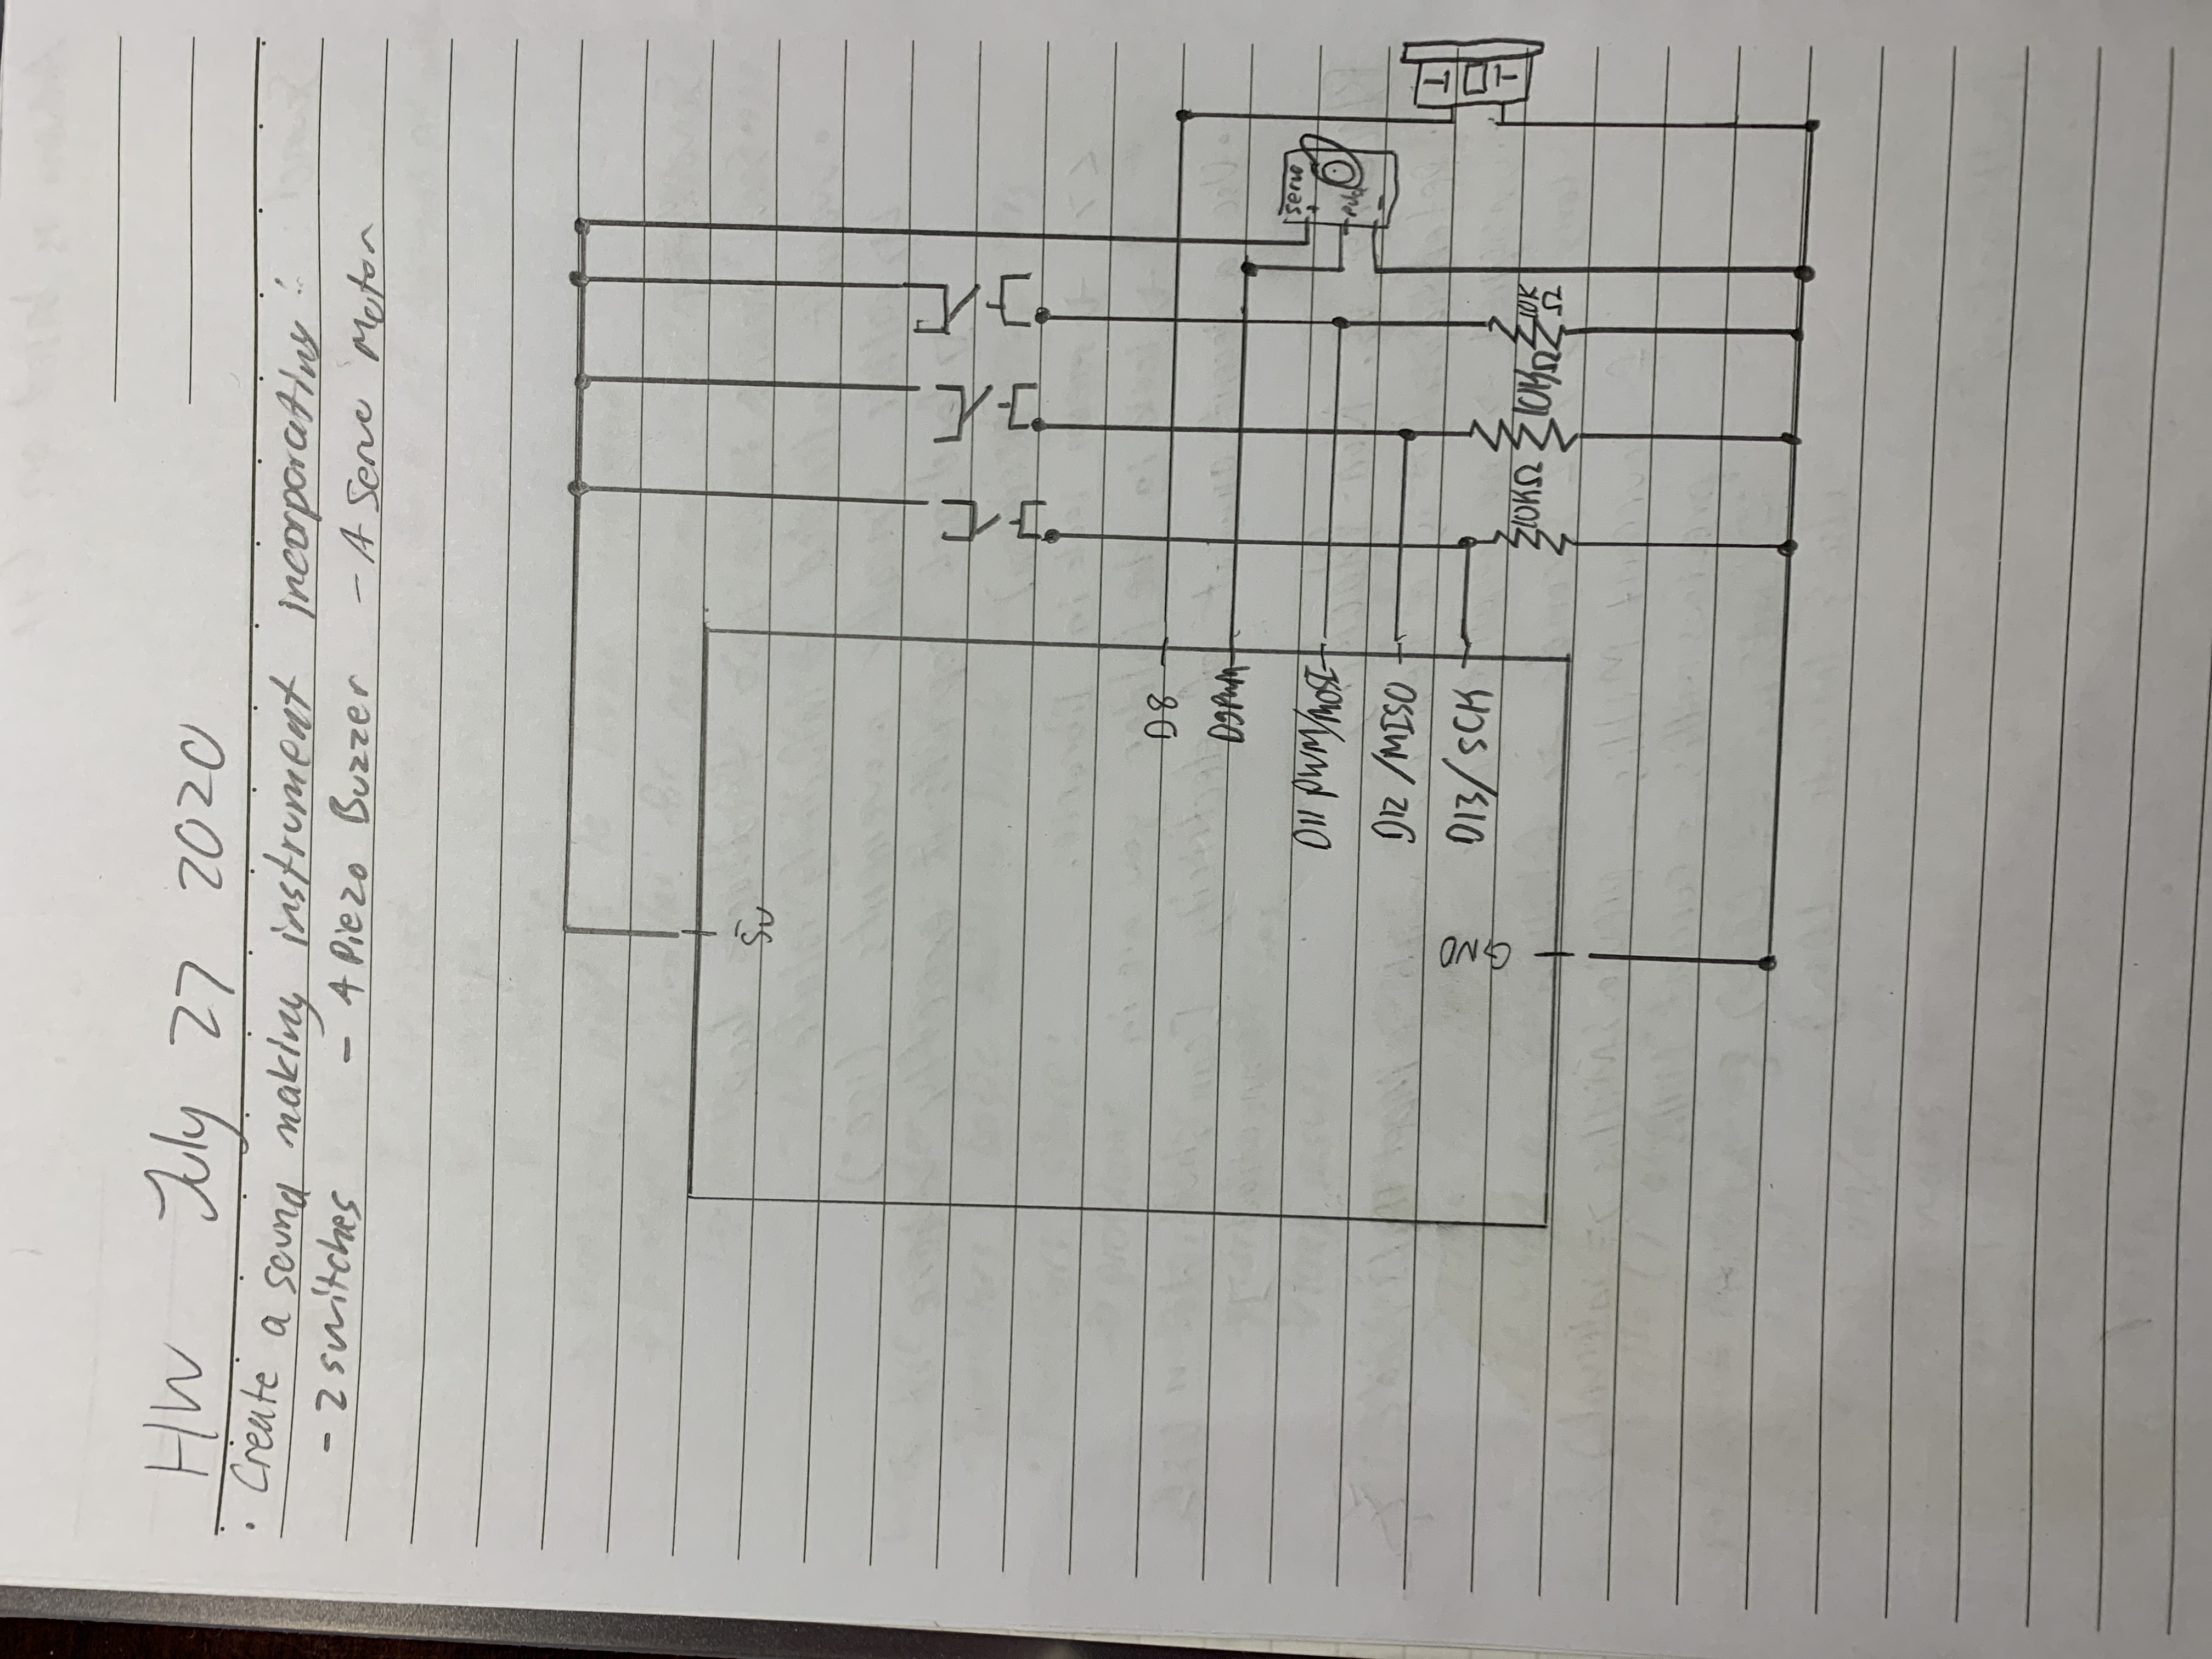 HW July 27 2020
· Create a sound making instrument incorporating:
- 2 switches - A Piezo Buzzer - A Servo Motor
5v
D8
D9PWM
servo
+
D11 PWM/MOSI
-
D12 /MISO
GND
D13/ SCK
10KΩ 10KΩ 10K
Ω